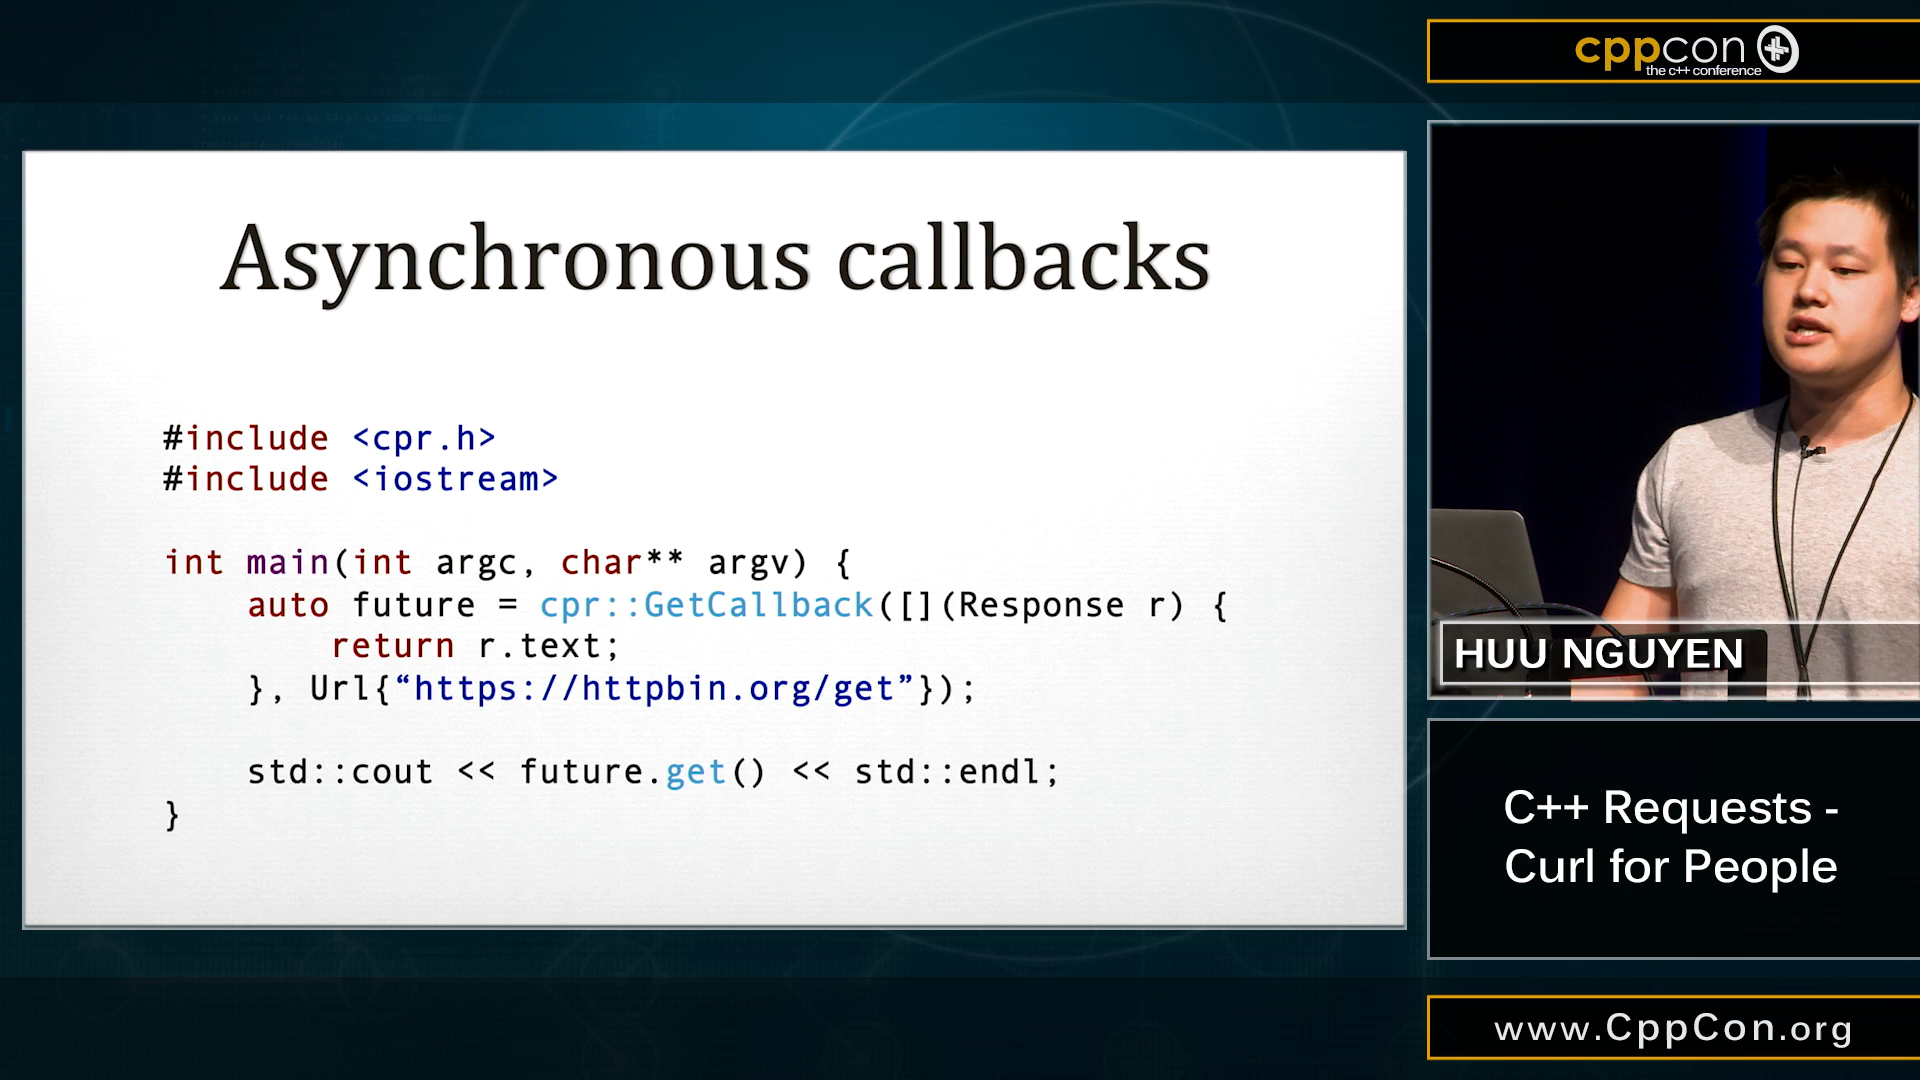 Asynchronous callbacks
#include <cpr.h>
#include <iostream>
int main(int argc, char** argv) {
auto future = cpr::GetCallback([](Response r) {
return r.text;
}, Url{“https://httpbin.org/get”});
std::cout << future.get() << std::endl;
}
cppcon
the c++ conference
HUU NGUYEN
C++ Requests -
Curl for People
www.CppCon.org